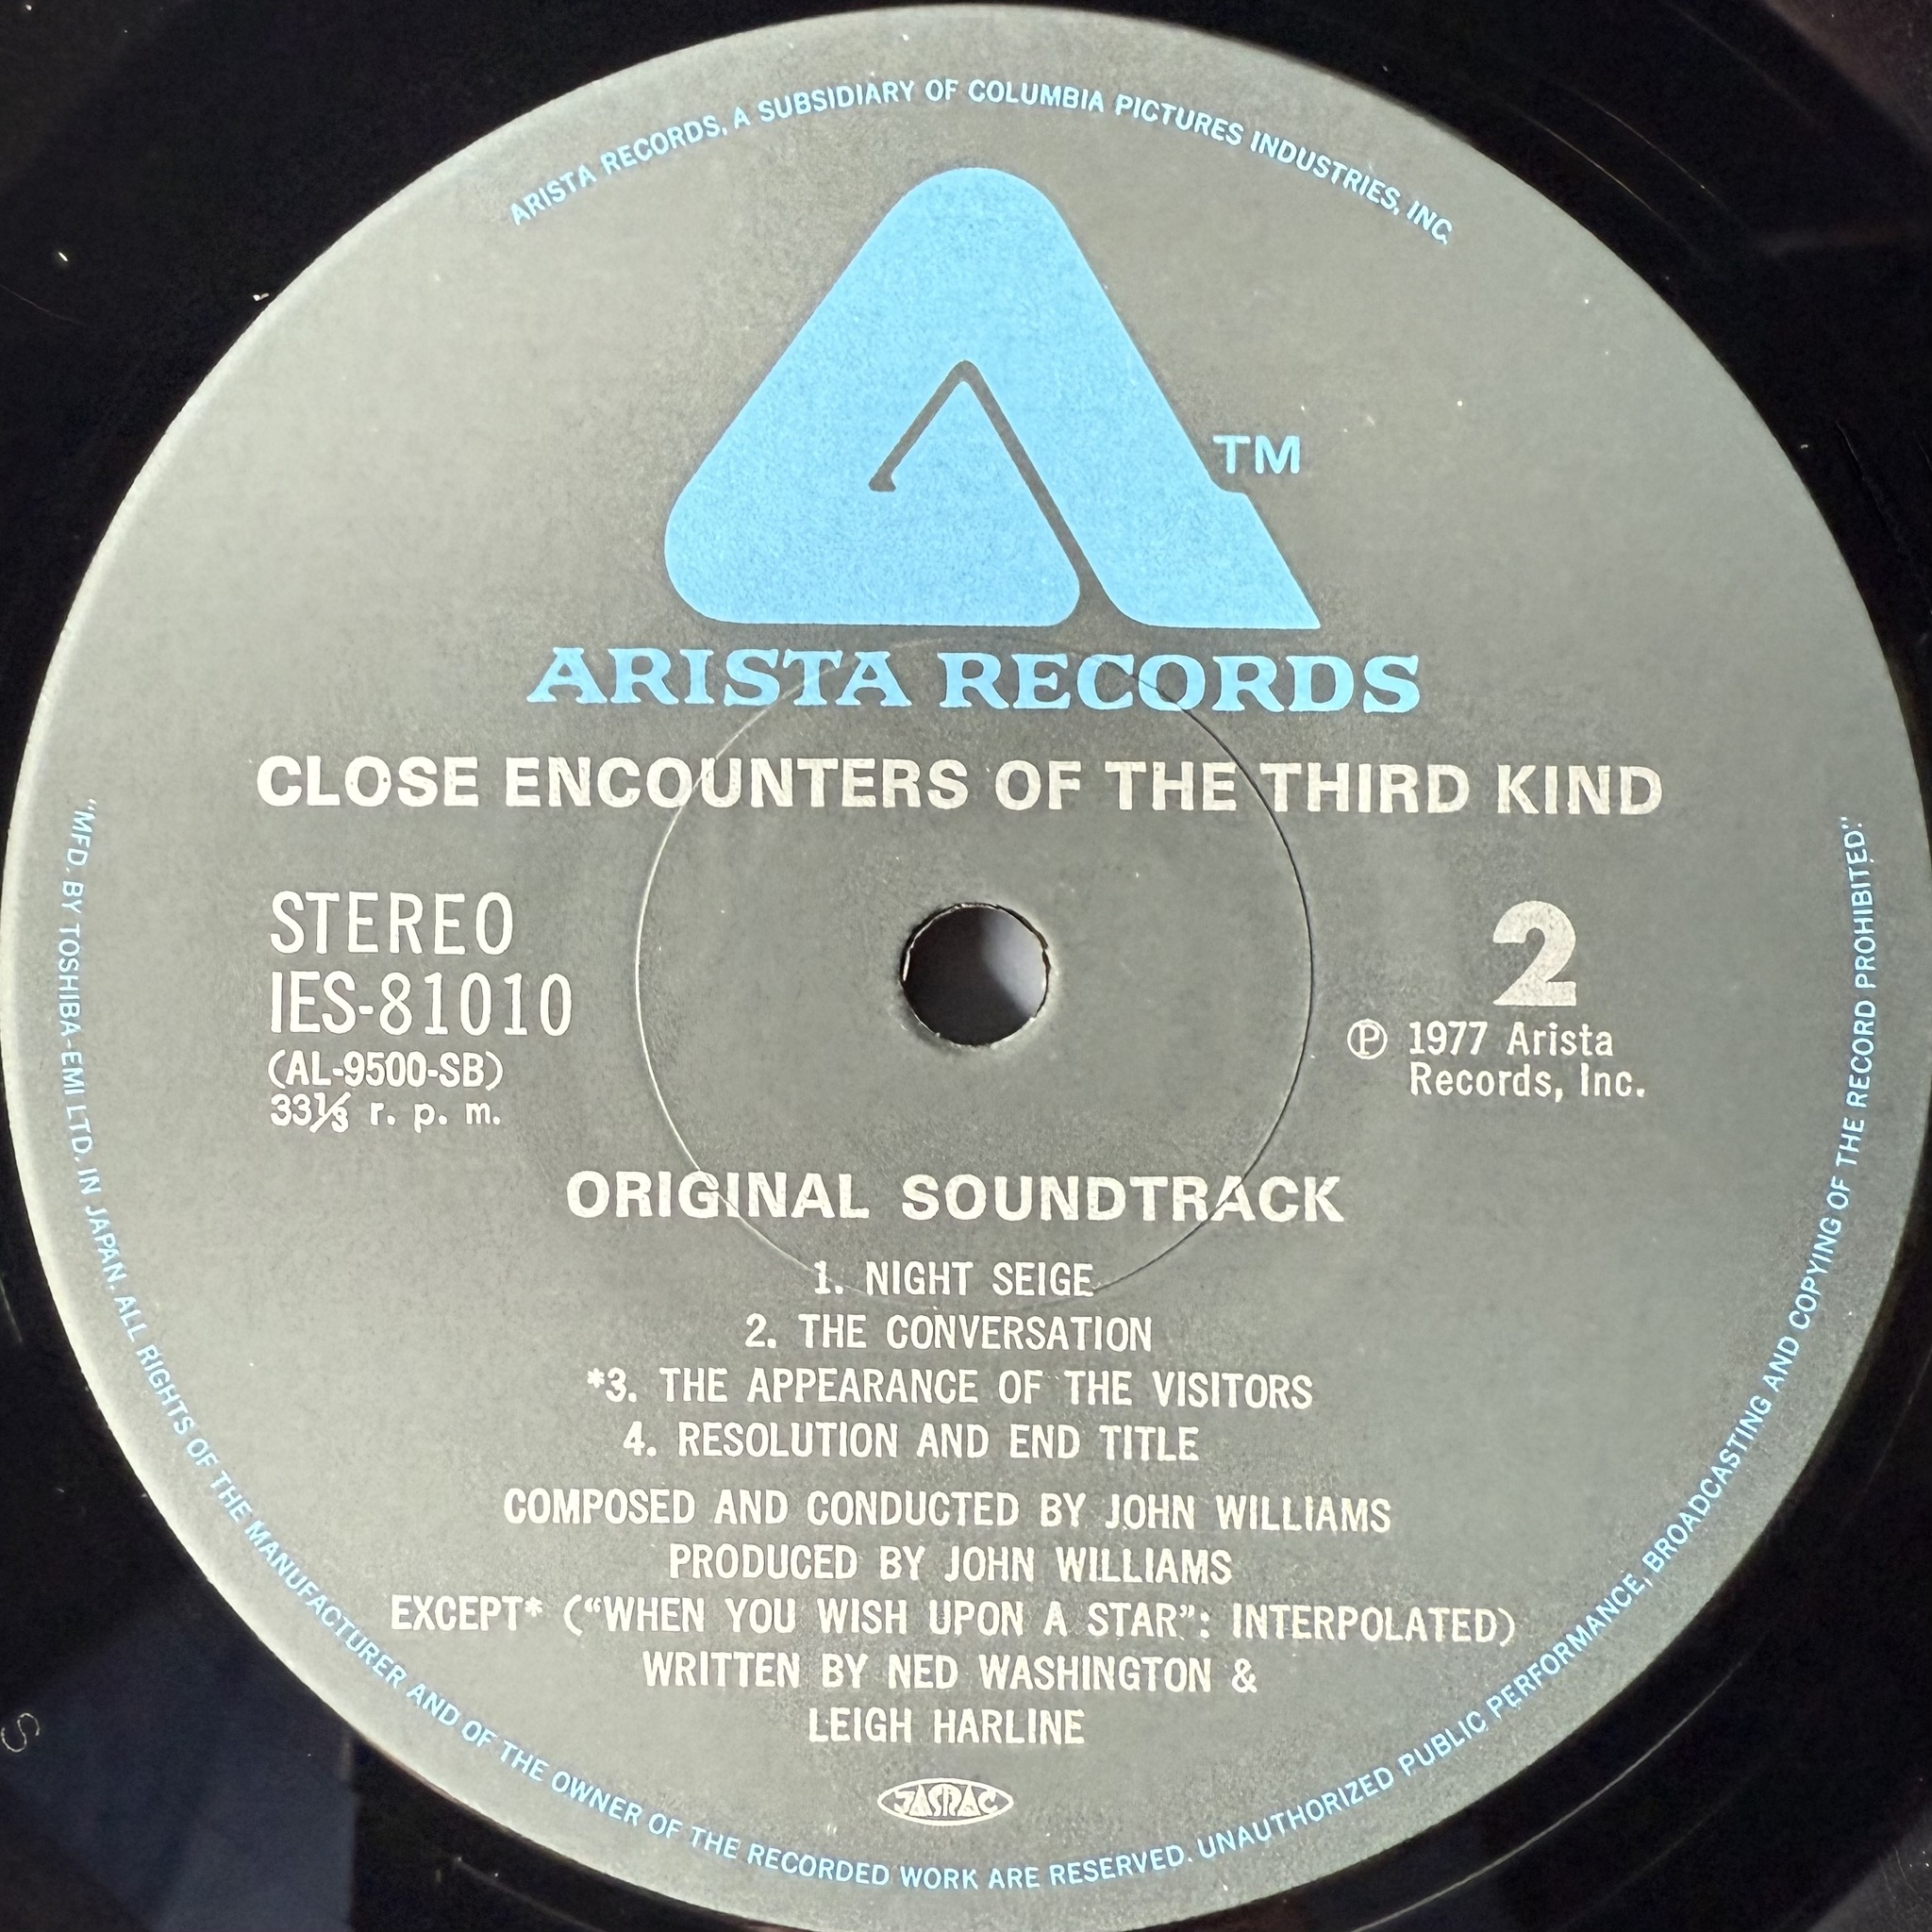 ARISTA RECORDS, A SUBSIDIARY OF COLUMBIA PICTURES INDUSTRIES, INC.
TM
ARISTA RECORDS
CLOSE ENCOUNTERS OF THE THIRD KIND
STEREO
IES-81010
(AL-9500-SB)
33⅓ r. p. m.
2
Ⓟ 1977 Arista
Records, Inc.
ORIGINAL SOUNDTRACK
1. NIGHT SEIGE
2. THE CONVERSATION
*3. THE APPEARANCE OF THE VISITORS
4. RESOLUTION AND END TITLE
COMPOSED AND CONDUCTED BY JOHN WILLIAMS
PRODUCED BY JOHN WILLIAMS
EXCEPT* (“WHEN YOU WISH UPON A STAR”: INTERPOLATED)
WRITTEN BY NED WASHINGTON &
LEIGH HARLINE
JASRAC
"MFD. BY TOSHIBA-EMI LTD. IN JAPAN. ALL RIGHTS OF THE MANUFACTURER AND OF THE OWNER OF THE RECORDED WORK ARE RESERVED. UNAUTHORIZED PUBLIC PERFORMANCE, BROADCASTING AND COPYING OF THE RECORD PROHIBITED."
S